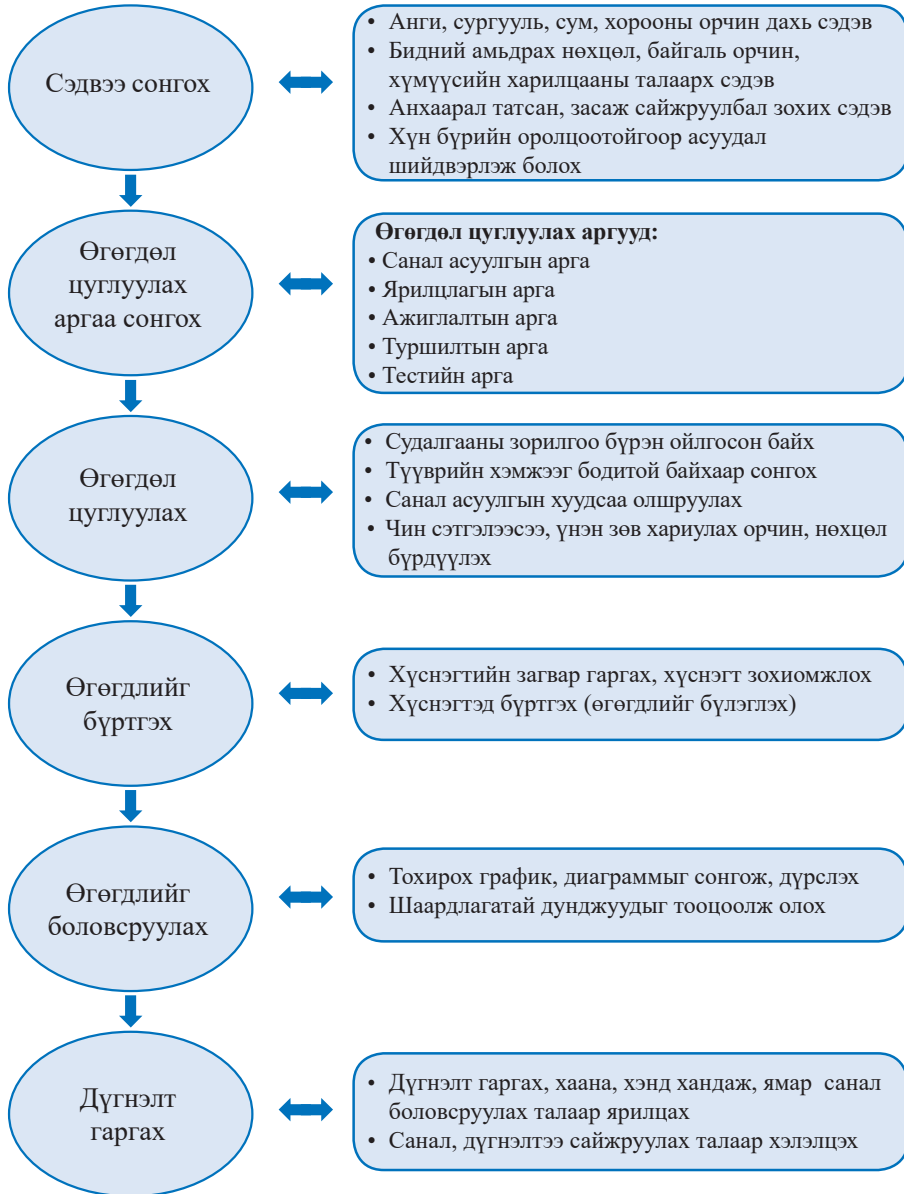 Сэдвээ сонгох
• Анги, сургууль, сум, хорооны орчин дахь сэдэв
• Бидний амьдрах нөхцөл, байгаль орчин,
хүмүүсийн харилцааны талаарх сэдэв
• Анхаарал татсан, засаж сайжруулбал зохих сэдэв
• Хүн бүрийн оролцоотойгоор асуудал
шийдвэрлэж болох
Өгөгдөл
цуглуулах
аргаа сонгох
Өгөгдөл цуглуулах аргууд:
• Санал асуулгын арга
• Ярилцлагын арга
• Ажиглалтын арга
• Туршилтын арга
• Тестийн арга
Өгөгдөл
цуглуулах
• Судалгааны зорилгоо бүрэн ойлгосон байх
• Түүврийн хэмжээг бодитой байхаар сонгох
• Санал асуулгын хуудсаа олшруулах
• Чин сэтгэлээсээ, үнэн зөв хариулах орчин, нөхцөл
бүрдүүлэх
Өгөгдлийг
бүртгэх
• Хүснэгтийн загвар гаргах, хүснэгт зохиомжлох
• Хүснэгтэд бүртгэх (өгөгдлийг бүлэглэх)
Өгөгдлийг
боловсруулах
• Тохирох график, диаграммыг сонгож, дүрслэх
• Шаардлагатай дунджуудыг тооцоолж олох
Дүгнэлт
гаргах
• Дүгнэлт гаргах, хаана, хэнд хандаж, ямар санал
боловсруулах талаар ярилцах
• Санал, дүгнэлтээ сайжруулах талаар хэлэлцэх